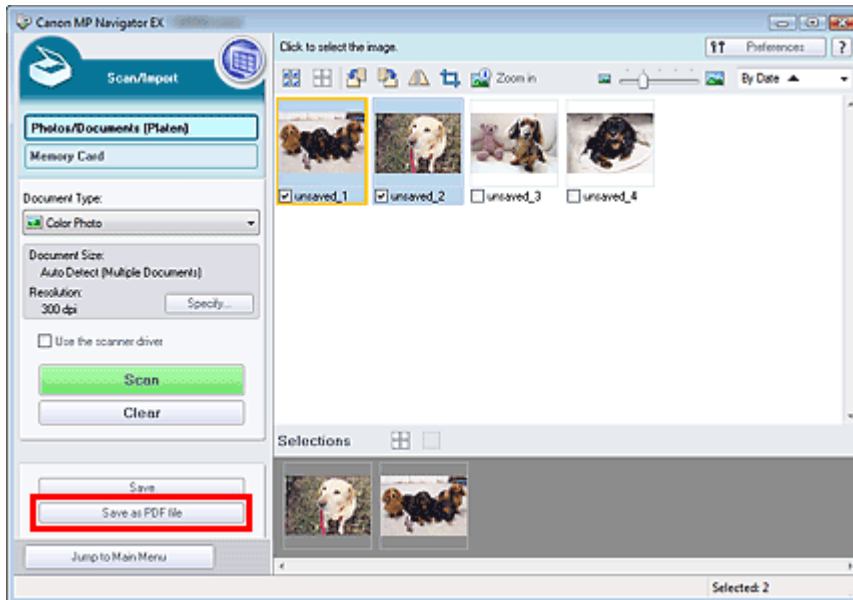 Canon MP Navigator EX
Scan/Import
Photos/Documents (Platen)
Memory Card
Document Type:
Color Photo
Document Size:
Auto Detect (Multiple Documents)
Resolution:
300 dpi
Specify...
Use the scanner driver
Scan
Clear
Save
Save as PDF file
Jump to Main Menu
Click to select the image.
Preferences
?
Zoom in
By Date
unsaved_1
unsaved_2
unsaved_3
unsaved_4
Selections
Selected: 2